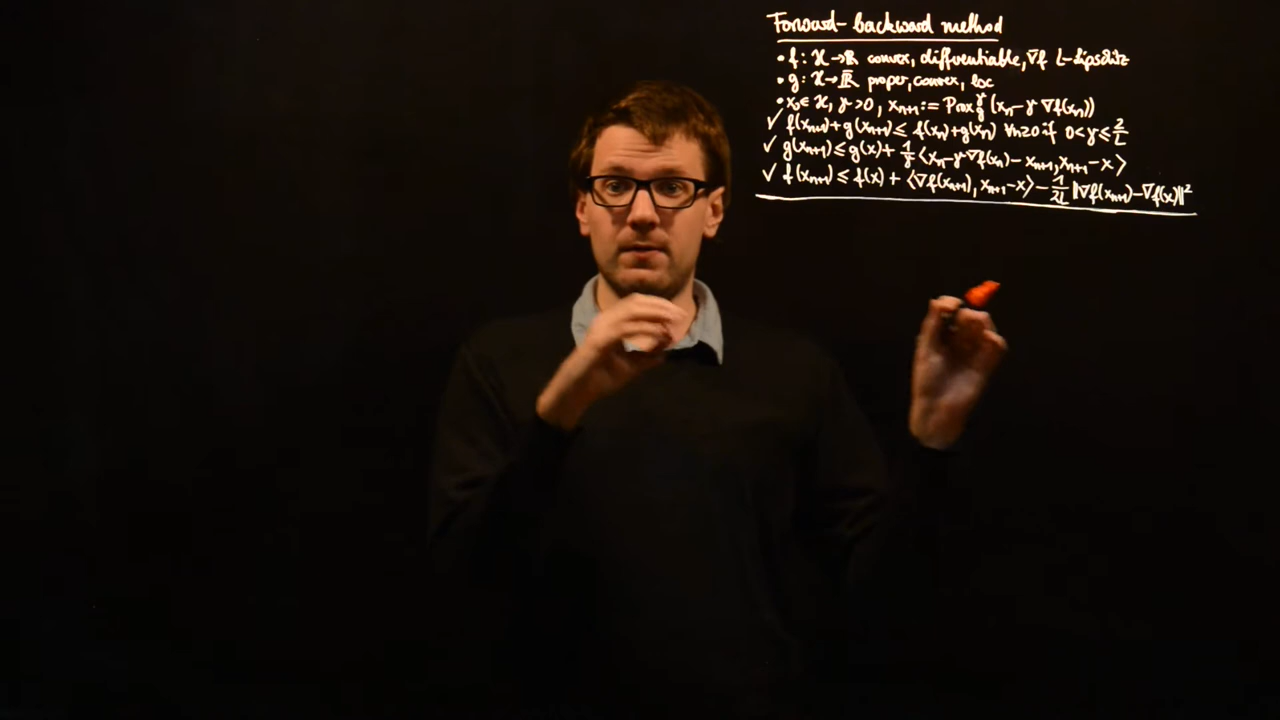 Forward-backward method
• f: ℋ → ℝ convex, differentiable, ∇f L-Lipschitz
• g: ℋ → ℝ̅ proper, convex, lsc
• x₀ ∈ ℋ, γ > 0, xₙ₊₁ := Prox_g^γ (xₙ - γ ∇f(xₙ))
✓ f(xₙ₊₁) + g(xₙ₊₁) ≤ f(xₙ) + g(xₙ) ∀n≥0 if 0 < γ ≤ 2/L
✓ g(xₙ₊₁) ≤ g(x) + 1/γ ⟨xₙ - γ∇f(xₙ) - xₙ₊₁, xₙ₊₁ - x⟩
✓ f(xₙ₊₁) ≤ f(x) + ⟨∇f(xₙ₊₁), xₙ₊₁ - x⟩ - 1/2L ‖∇f(xₙ₊₁) - ∇f(x)‖²